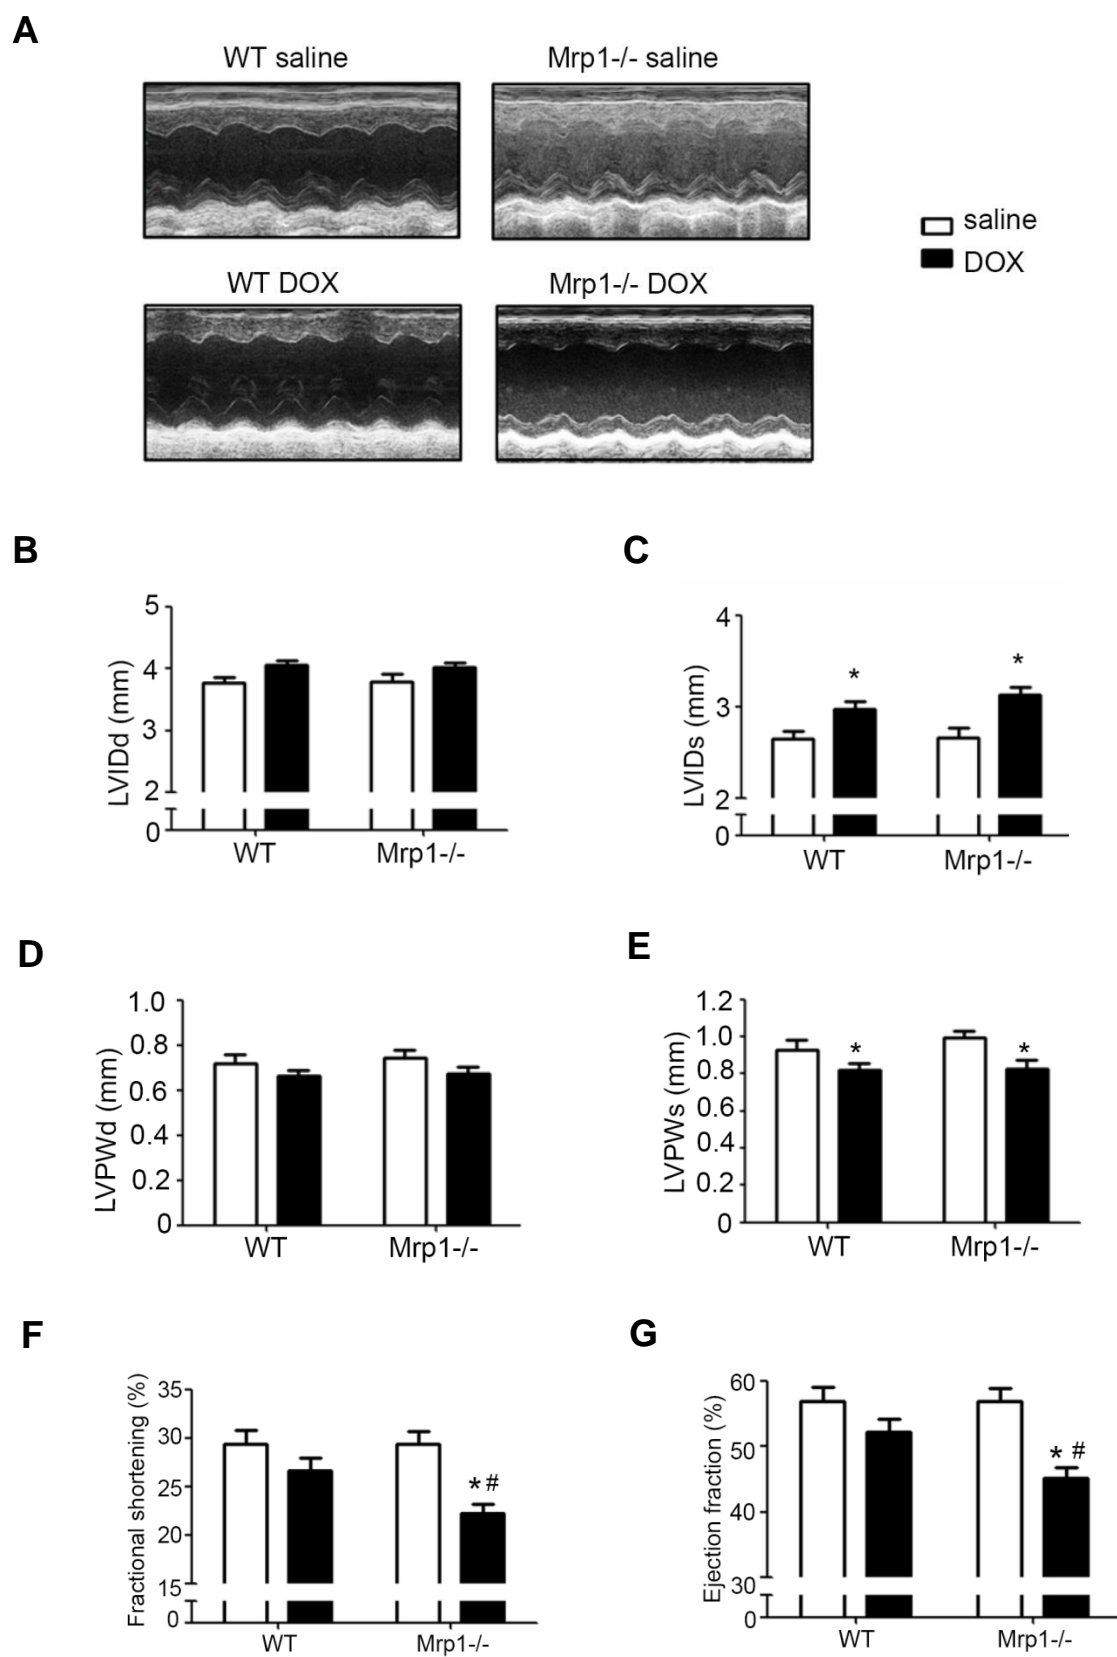 A
WT saline
Mrp1-/- saline
saline
DOX
WT DOX
Mrp1-/- DOX
B
LVIDd (mm)
5
4
3
2
0
WT
Mrp1-/-
C
LVIDs (mm)
4
3
2
0
*
*
WT
Mrp1-/-
D
LVPWd (mm)
1.0
0.8
0.6
0.4
0.2
0
WT
Mrp1-/-
E
LVPWs (mm)
1.2
1.0
0.8
0.6
0.4
0.2
0
*
*
WT
Mrp1-/-
F
Fractional shortening (%)
35
30
25
20
15
0
* #
WT
Mrp1-/-
G
Ejection fraction (%)
60
50
40
30
0
* #
WT
Mrp1-/-